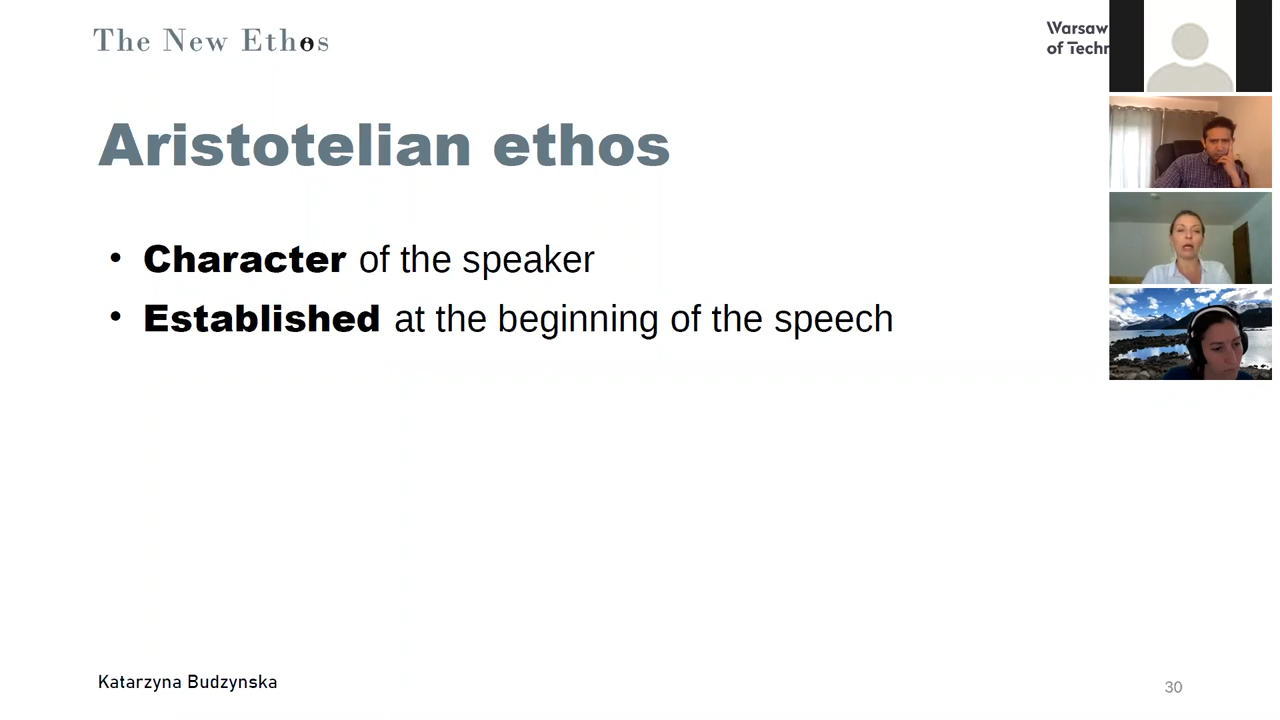 The New Ethos
Warsaw
of Techn
Aristotelian ethos
• Character of the speaker
• Established at the beginning of the speech
Katarzyna Budzynska
30